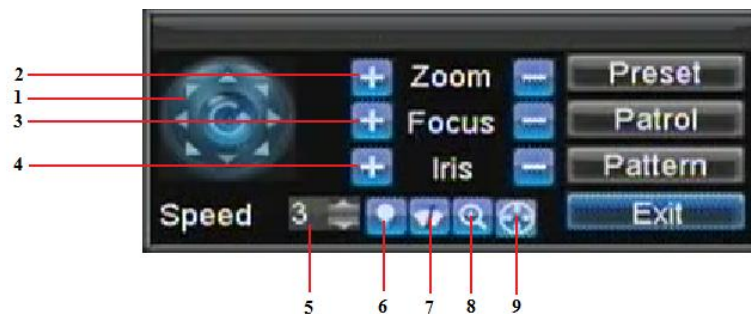 2
Zoom
Preset
1
3
Focus
Patrol
4
Iris
Pattern
Speed
3
Exit
5
6
7
8
9